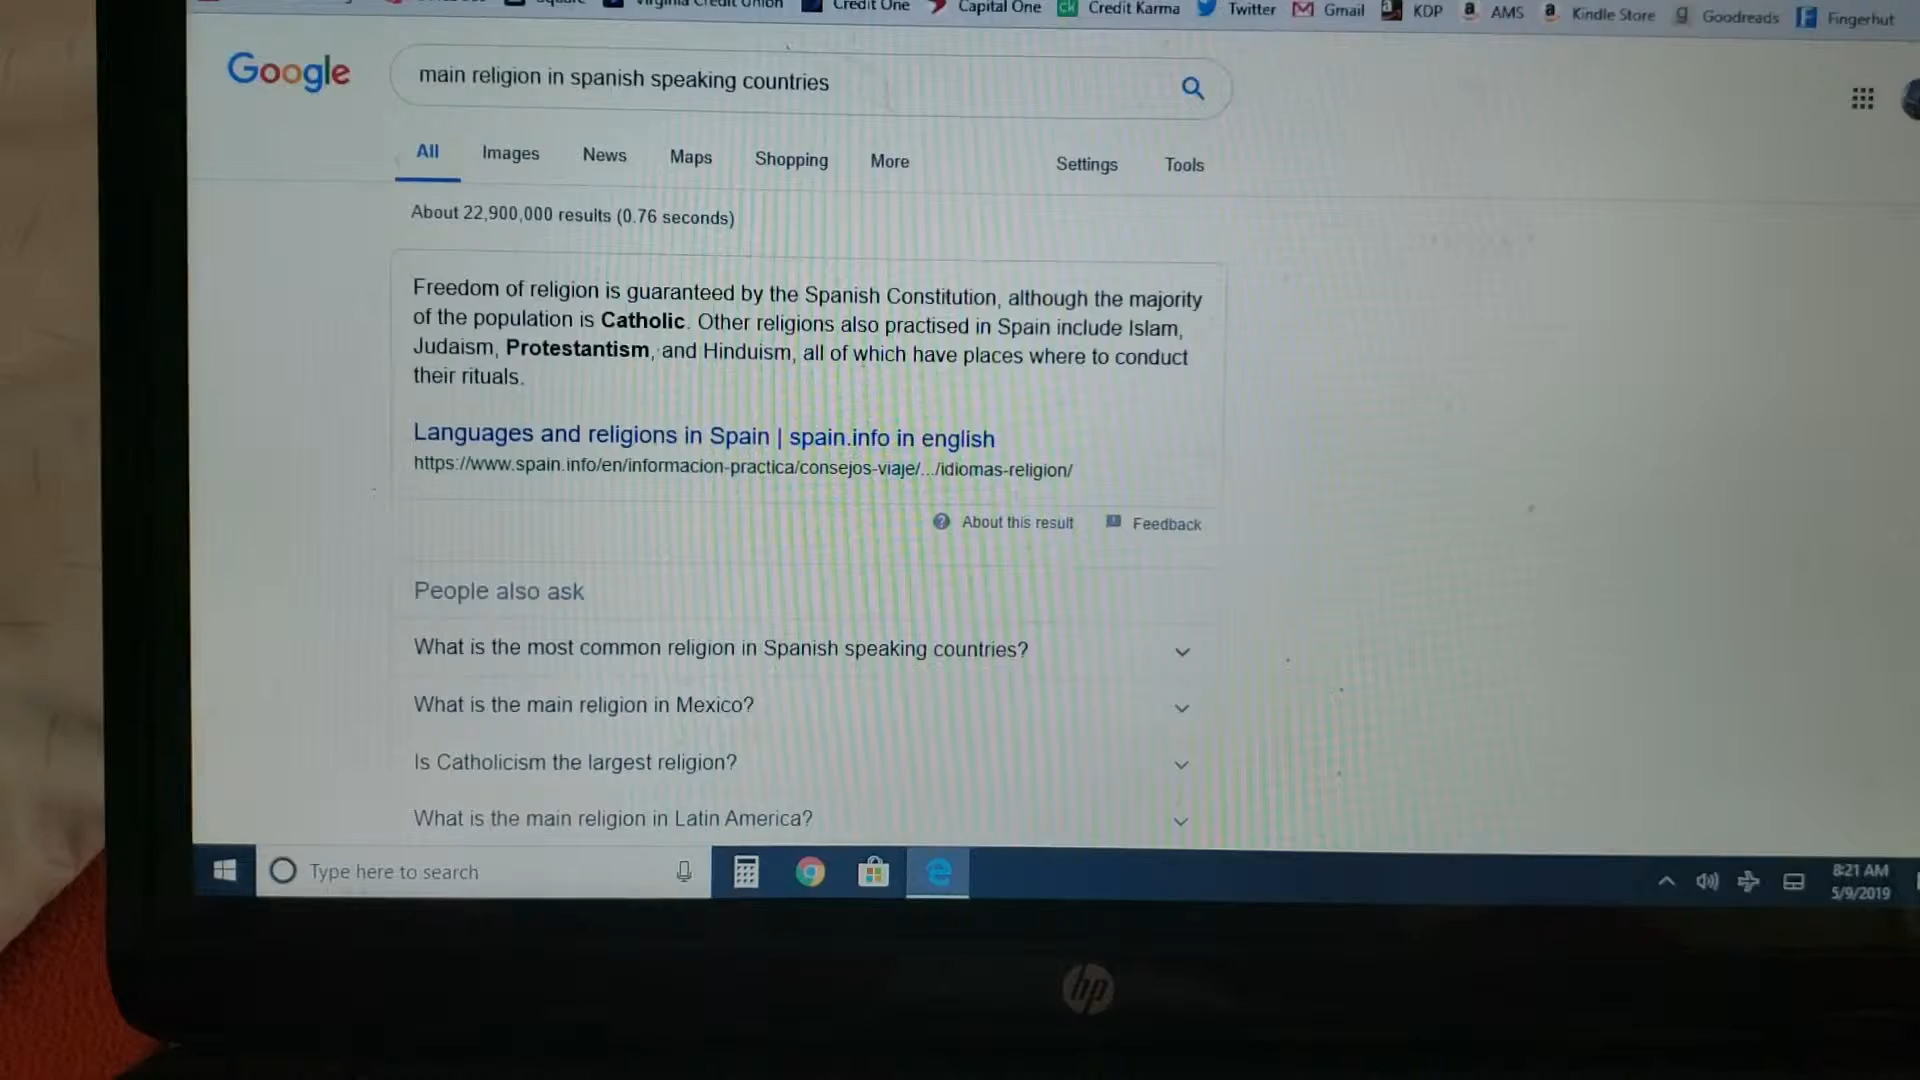 Virginia Credit Union Credit One Capital One ck Credit Karma Twitter Gmail KDP AMS Kindle Store Goodreads Fingerhut
Google
main religion in spanish speaking countries
All Images News Maps Shopping More Settings Tools
About 22,900,000 results (0.76 seconds)
Freedom of religion is guaranteed by the Spanish Constitution, although the majority
of the population is Catholic. Other religions also practised in Spain include Islam,
Judaism, Protestantism, and Hinduism, all of which have places where to conduct
their rituals.
Languages and religions in Spain | spain.info in english
https://www.spain.info/en/informacion-practica/consejos-viaje/.../idiomas-religion/
About this result Feedback
People also ask
What is the most common religion in Spanish speaking countries?
What is the main religion in Mexico?
Is Catholicism the largest religion?
What is the main religion in Latin America?
Type here to search
8:21 AM
5/9/2019
hp